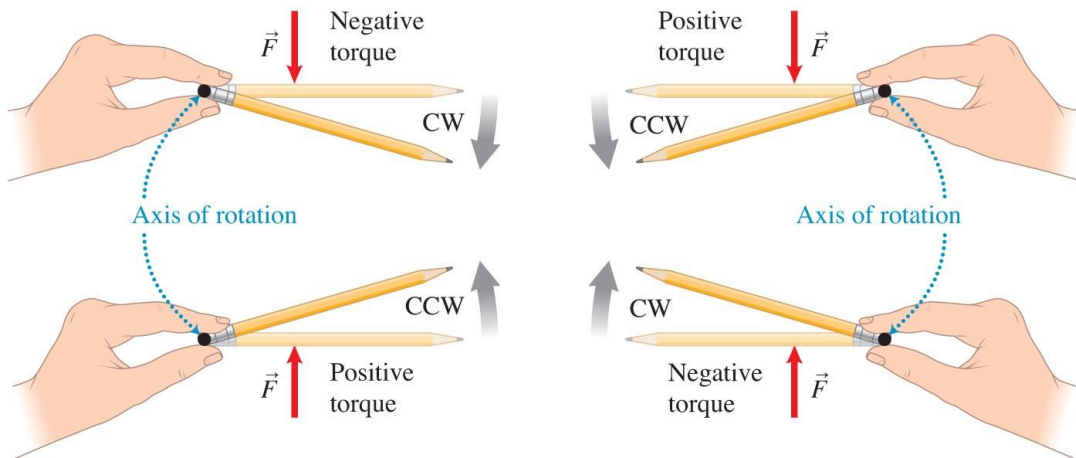 Negative
torque
F⃗
CW
Positive
torque
F⃗
CCW
Axis of rotation
Axis of rotation
CCW
F⃗
Positive
torque
CW
Negative
torque
F⃗